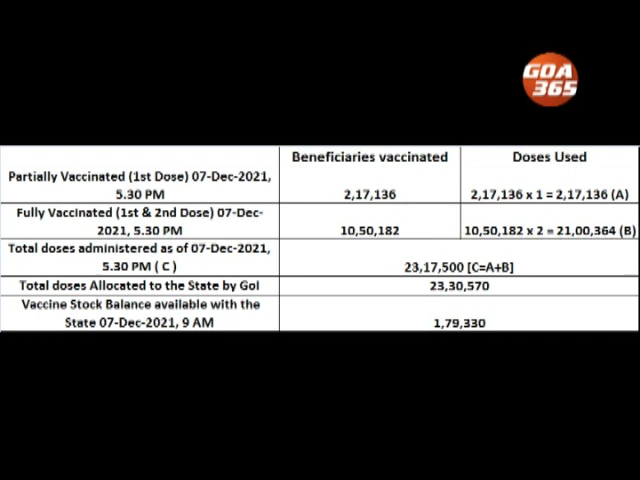 GOA
365
Beneficiaries vaccinated Doses Used
Partially Vaccinated (1st Dose) 07-Dec-2021,
5.30 PM 2,17,136 2,17,136 x 1 = 2,17,136 (A)
Fully Vaccinated (1st & 2nd Dose) 07-Dec-
2021, 5.30 PM 10,50,182 10,50,182 x 2 = 21,00,364 (B)
Total doses administered as of 07-Dec-2021,
5.30 PM ( C ) 23,17,500 [C=A+B]
Total doses Allocated to the State by GoI 23,30,570
Vaccine Stock Balance available with the
State 07-Dec-2021, 9 AM 1,79,330